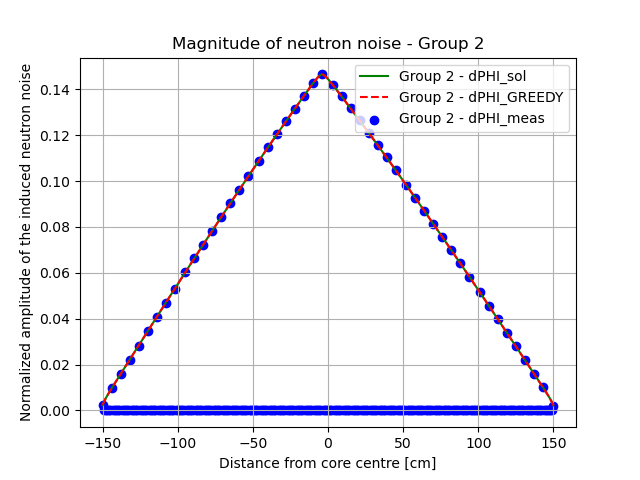 Magnitude of neutron noise - Group 2
Group 2 - dPHI_sol
Group 2 - dPHI_GREEDY
Group 2 - dPHI_meas
Normalized amplitude of the induced neutron noise
0.14
0.12
0.10
0.08
0.06
0.04
0.02
0.00
−150
−100
−50
0
50
100
150
Distance from core centre [cm]